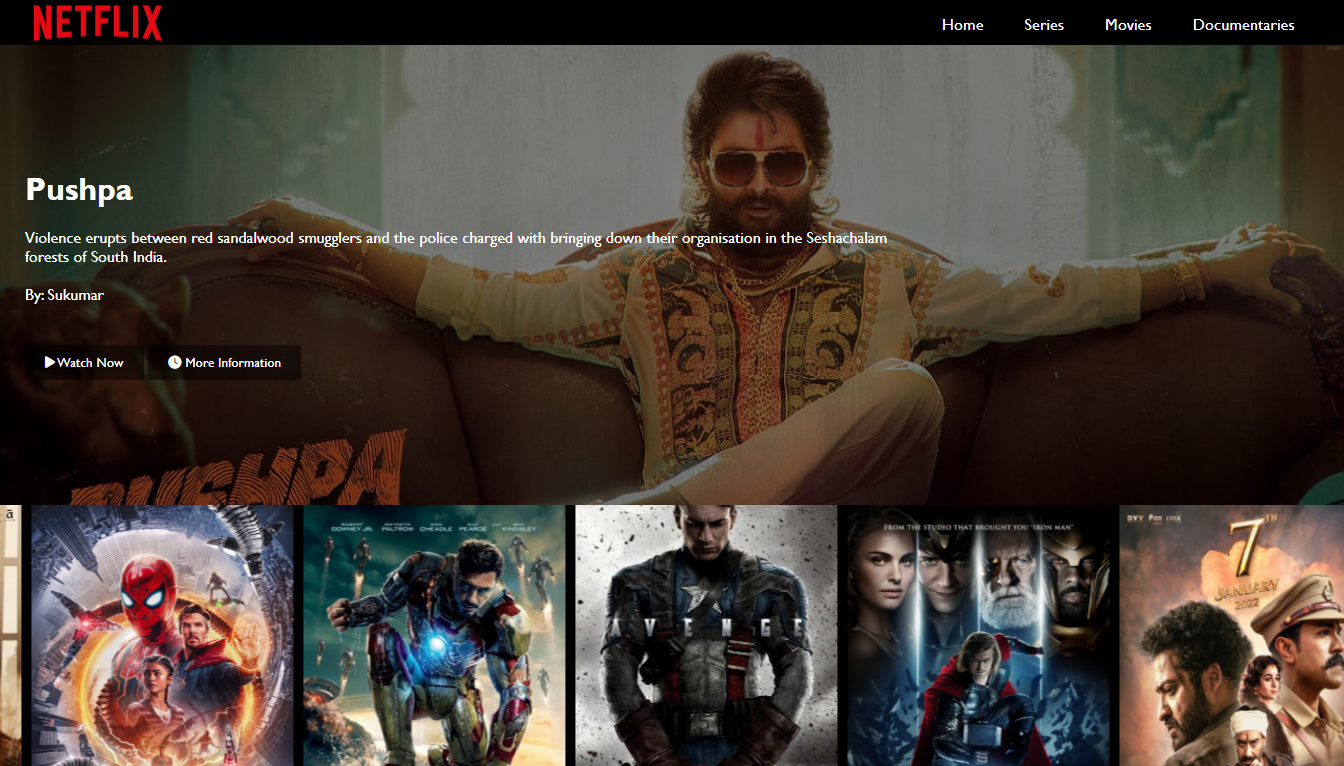 NETFLIX
Home
Series
Movies
Documentaries
Pushpa
Violence erupts between red sandalwood smugglers and the police charged with bringing down their organisation in the Seshachalam
forests of South India.
By: Sukumar
Watch Now
More Information
PUSHPA
ROBERT DOWNEY JR.
GWYNETH PALTROW
DON CHEADLE
GUY PEARCE
AND BEN KINGSLEY
AVENGE
FROM THE STUDIO THAT BROUGHT YOU "IRON MAN"
7TH
JANUARY
2022